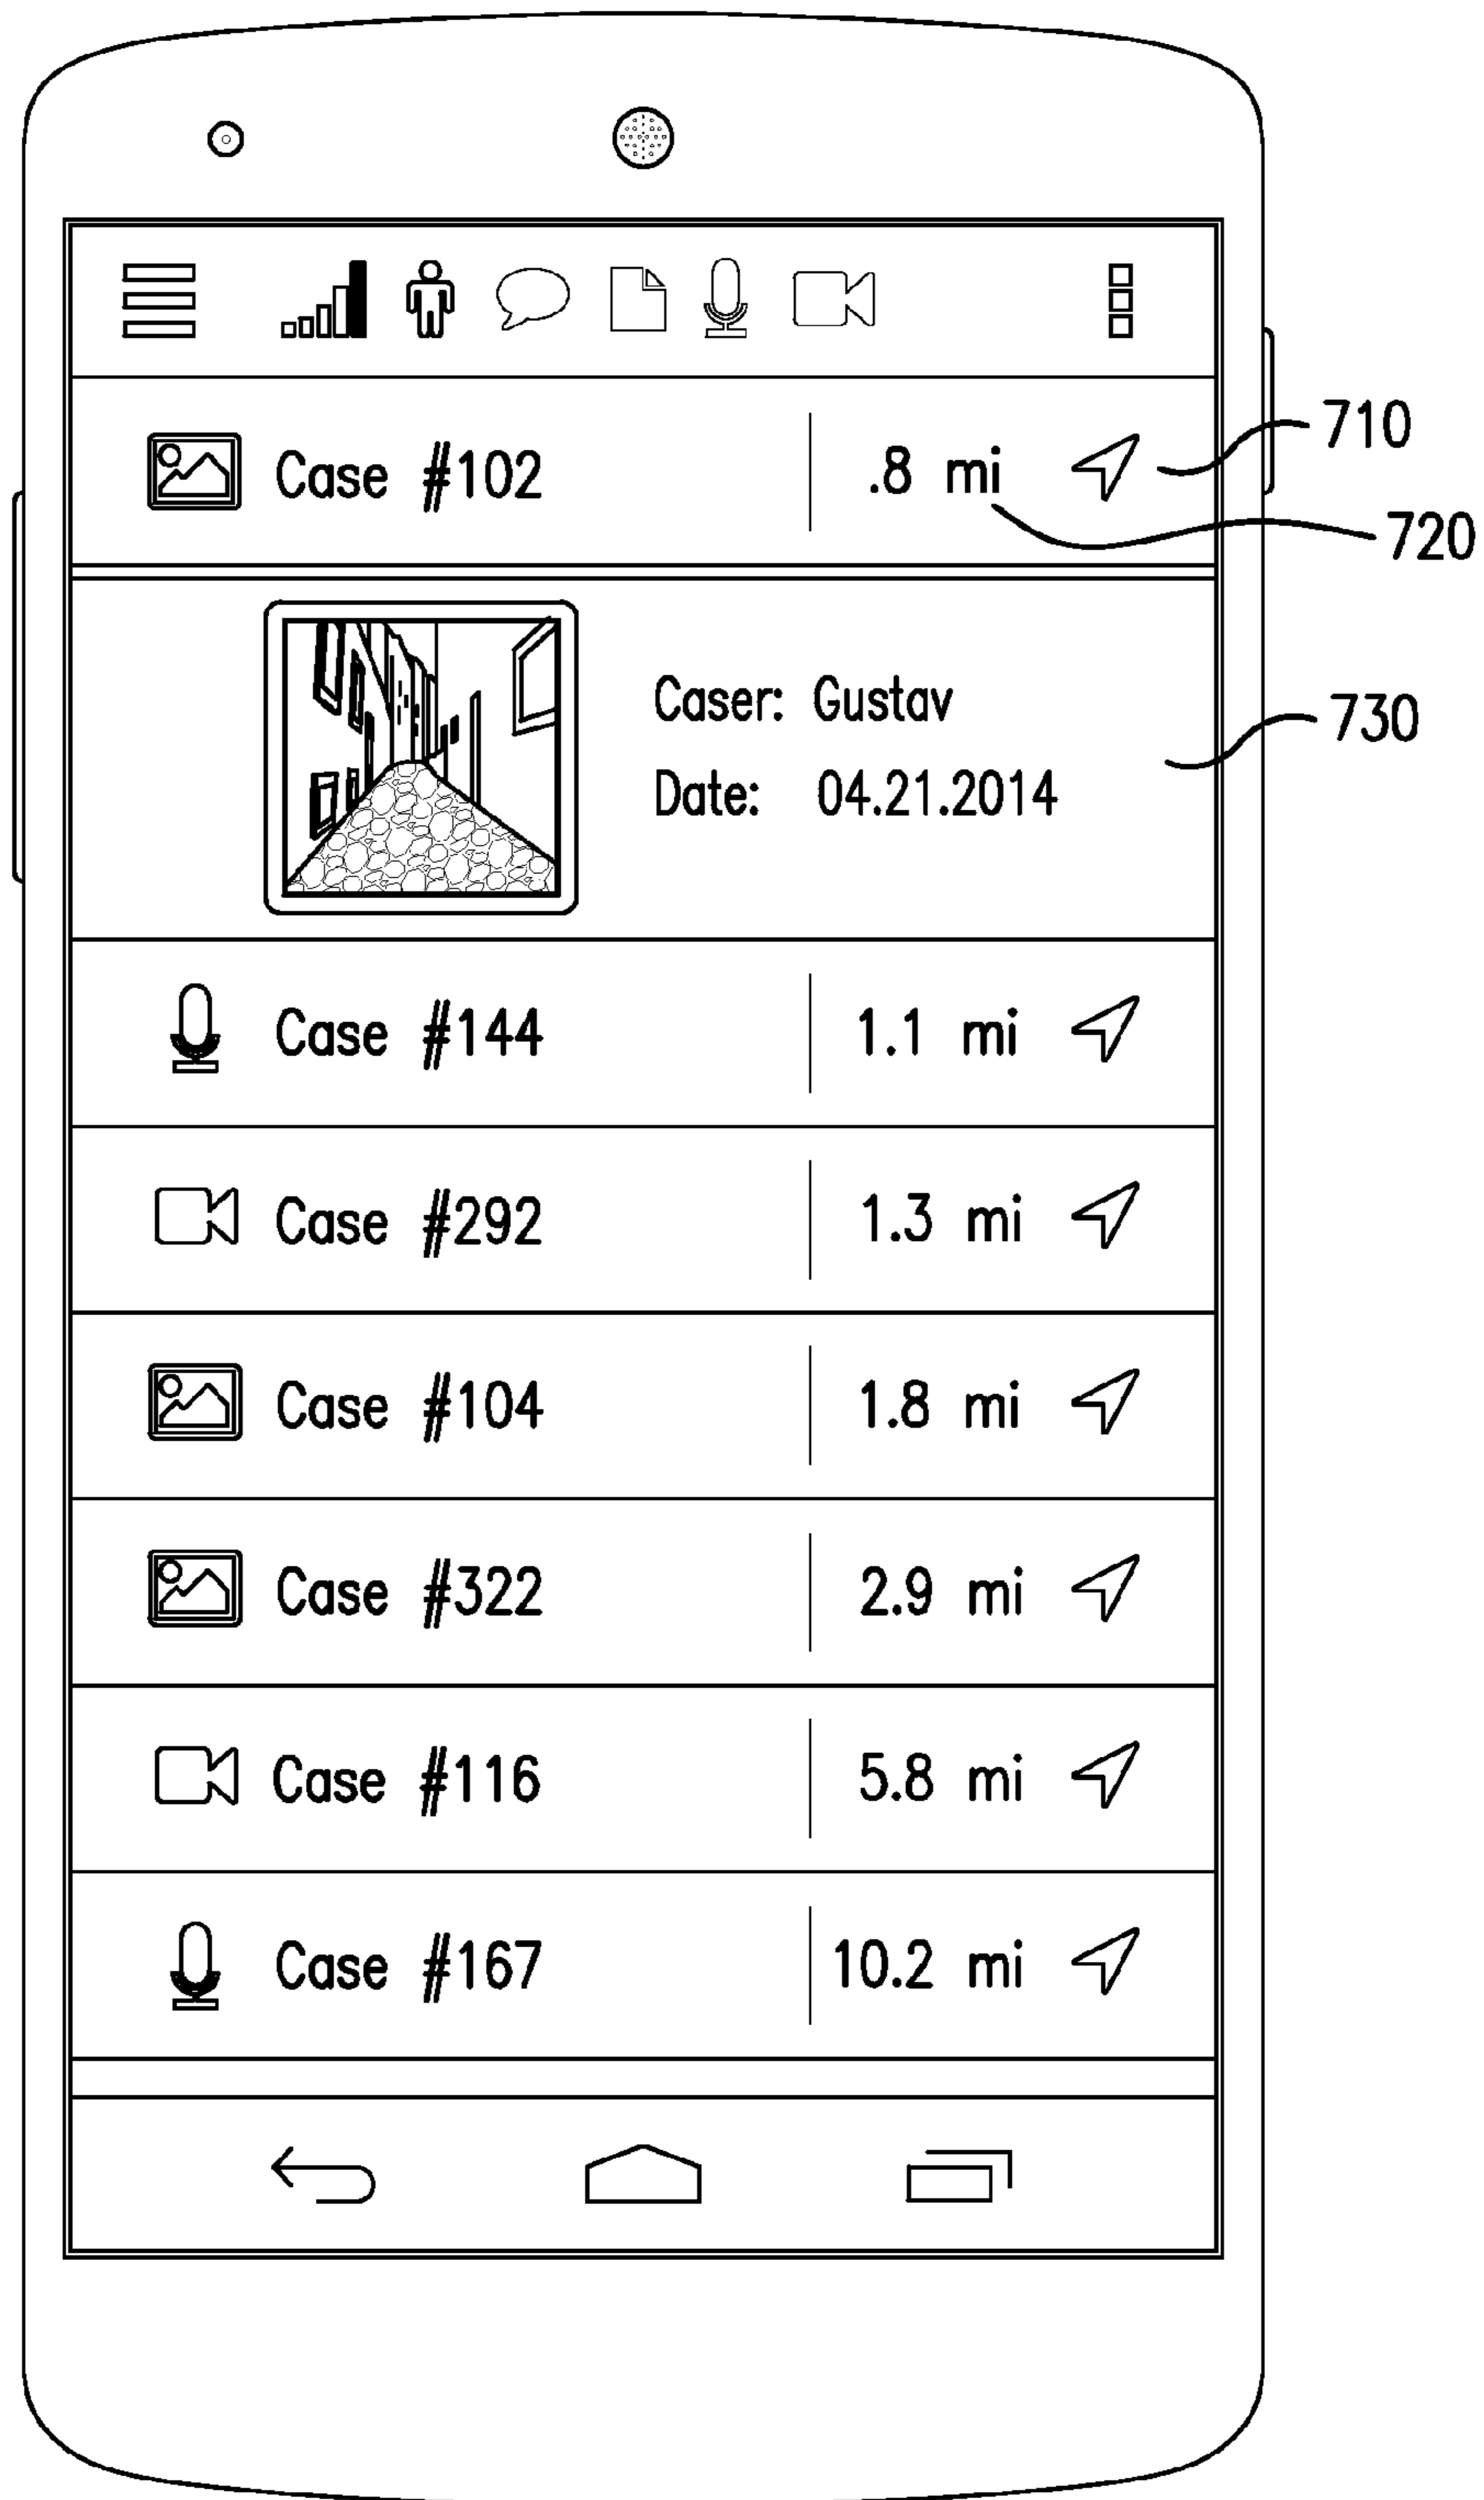 Case #102 .8 mi 710
720
Caser: Gustav 730
Date: 04.21.2014
Case #144 1.1 mi
Case #292 1.3 mi
Case #104 1.8 mi
Case #322 2.9 mi
Case #116 5.8 mi
Case #167 10.2 mi